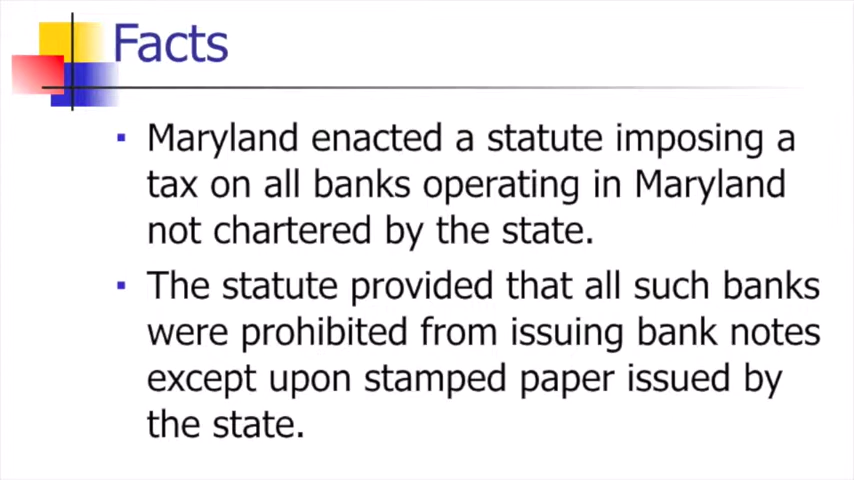 Facts
Maryland enacted a statute imposing a
tax on all banks operating in Maryland
not chartered by the state.
The statute provided that all such banks
were prohibited from issuing bank notes
except upon stamped paper issued by
the state.